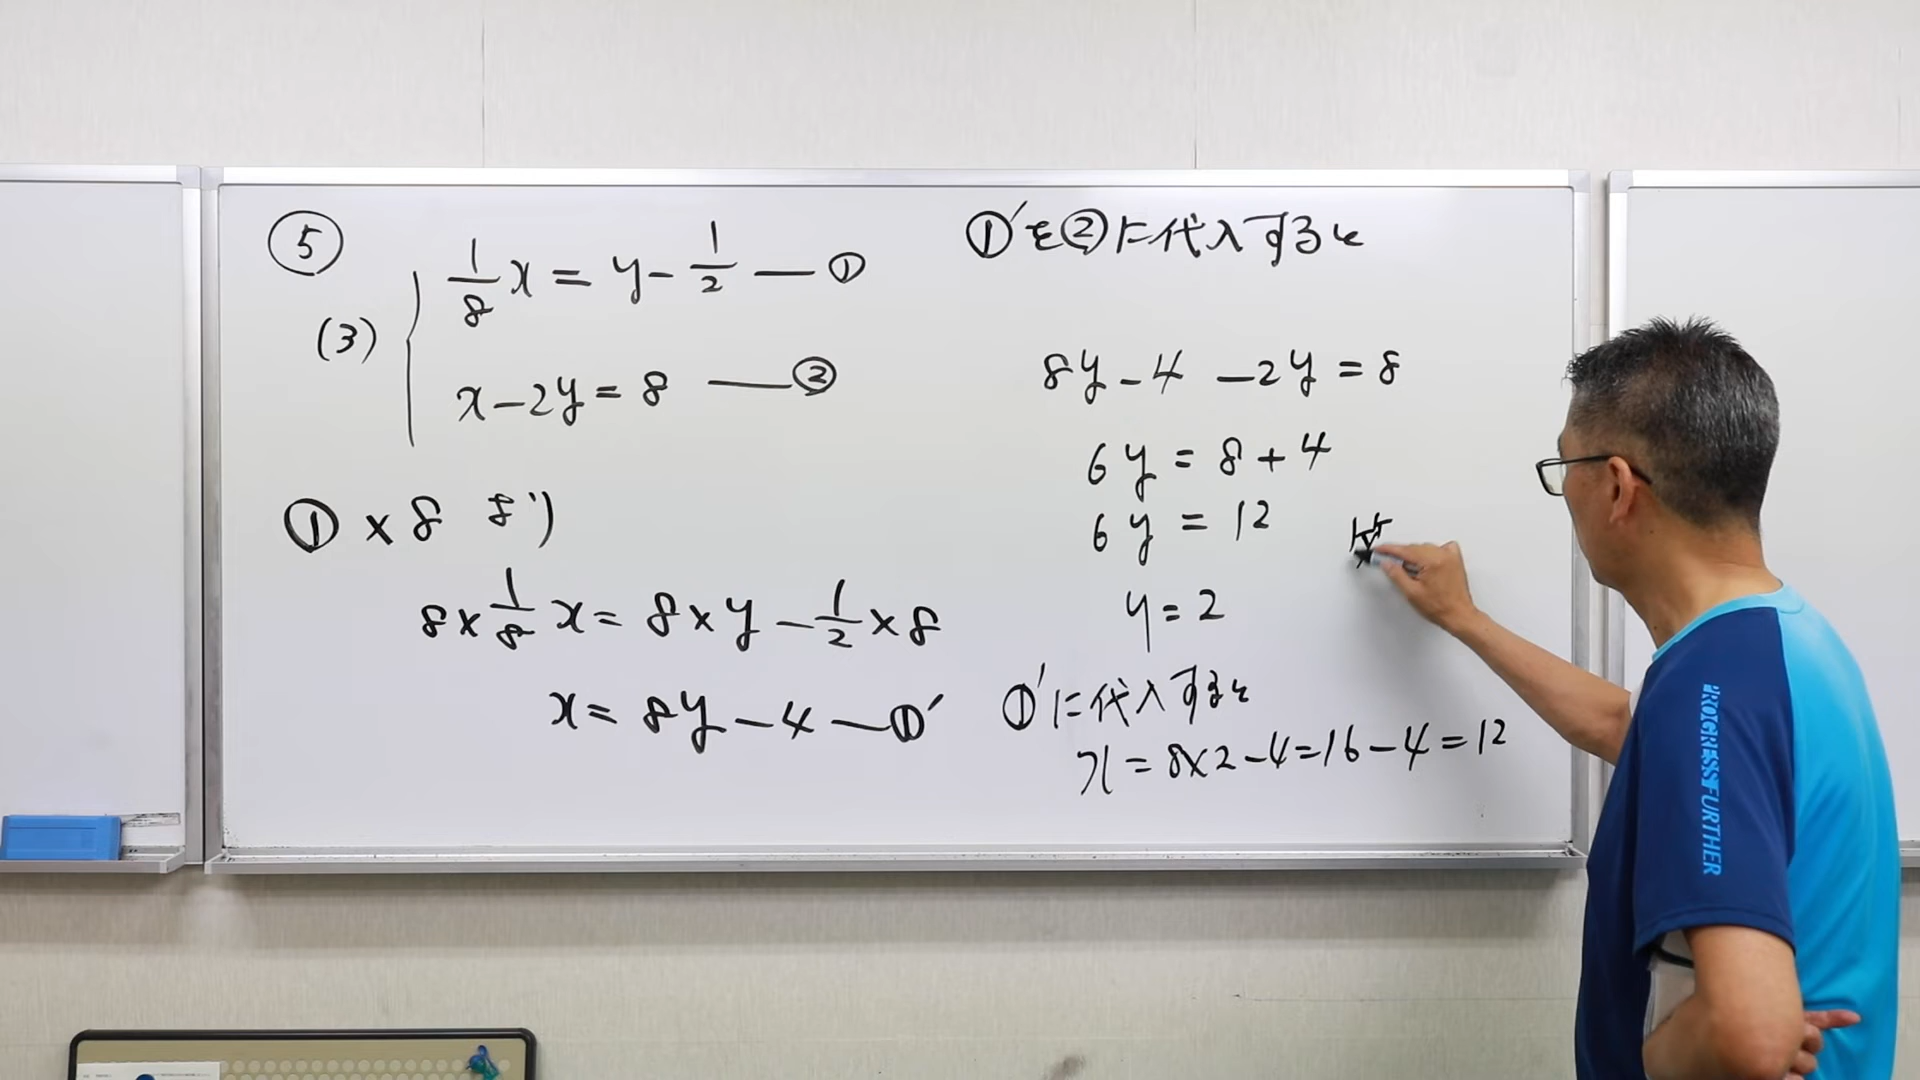 ⑤
(3)
1/8 x = y - 1/2 — ①
x - 2y = 8 — ②
① × 8 より
8 × 1/8 x = 8 × y - 1/2 × 8
x = 8y - 4 — ①′
①′を②に代入すると
8y - 4 - 2y = 8
6y = 8 + 4
6y = 12
y = 2
①′に代入すると
x = 8×2 - 4 = 16 - 4 = 12
FURTHER